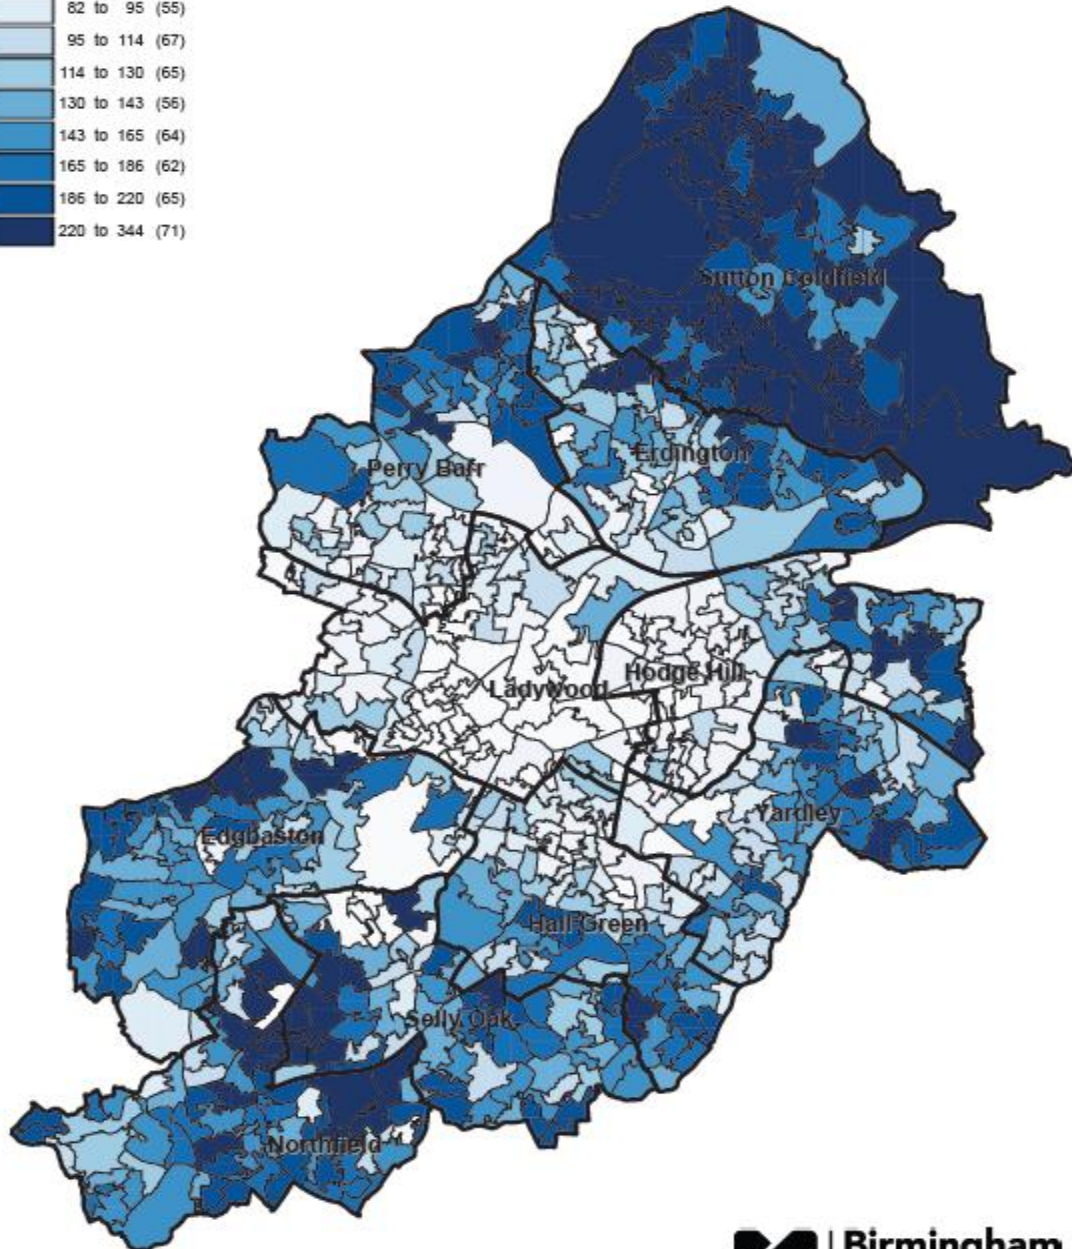 82 to 95 (55)
95 to 114 (67)
114 to 130 (65)
130 to 143 (56)
143 to 165 (64)
165 to 186 (62)
186 to 220 (65)
220 to 344 (71)
Sutton Coldfield
Erdington
Perry Barr
Hodge Hill
Ladywood
Yardley
Edgbaston
Hall Green
Selly Oak
Northfield
Birmingham